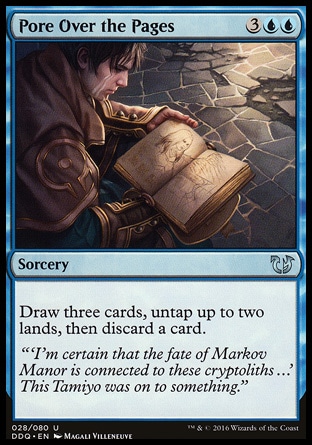 Pore Over the Pages 3
Sorcery
Draw three cards, untap up to two
lands, then discard a card.
“‘I’m certain that the fate of Markov
Manor is connected to these cryptoliths ...’
This Tamiyo was on to something.”
028/080 U
DDQ • EN Magali Villeneuve
™ & © 2016 Wizards of the Coast